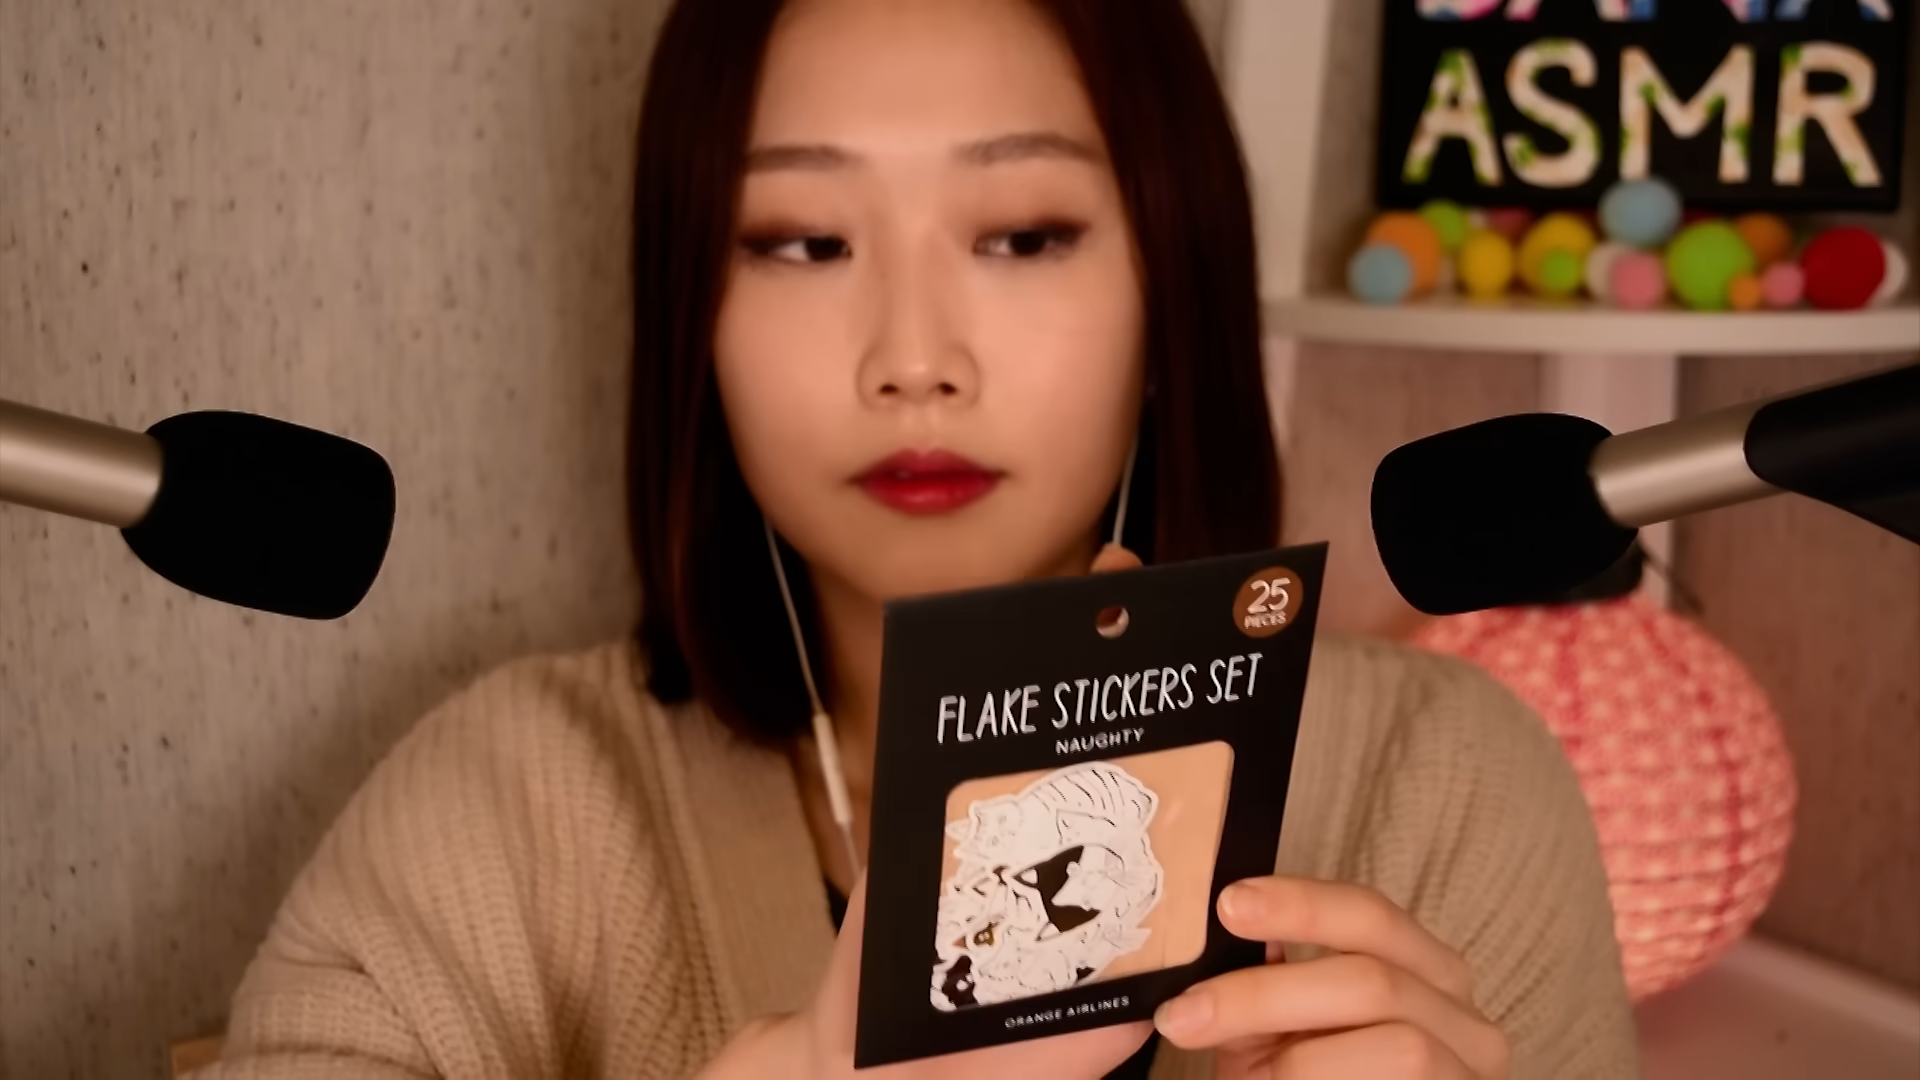 ASMR
25
PIECES
FLAKE STICKERS SET
NAUGHTY
ORANGE AIRLINES